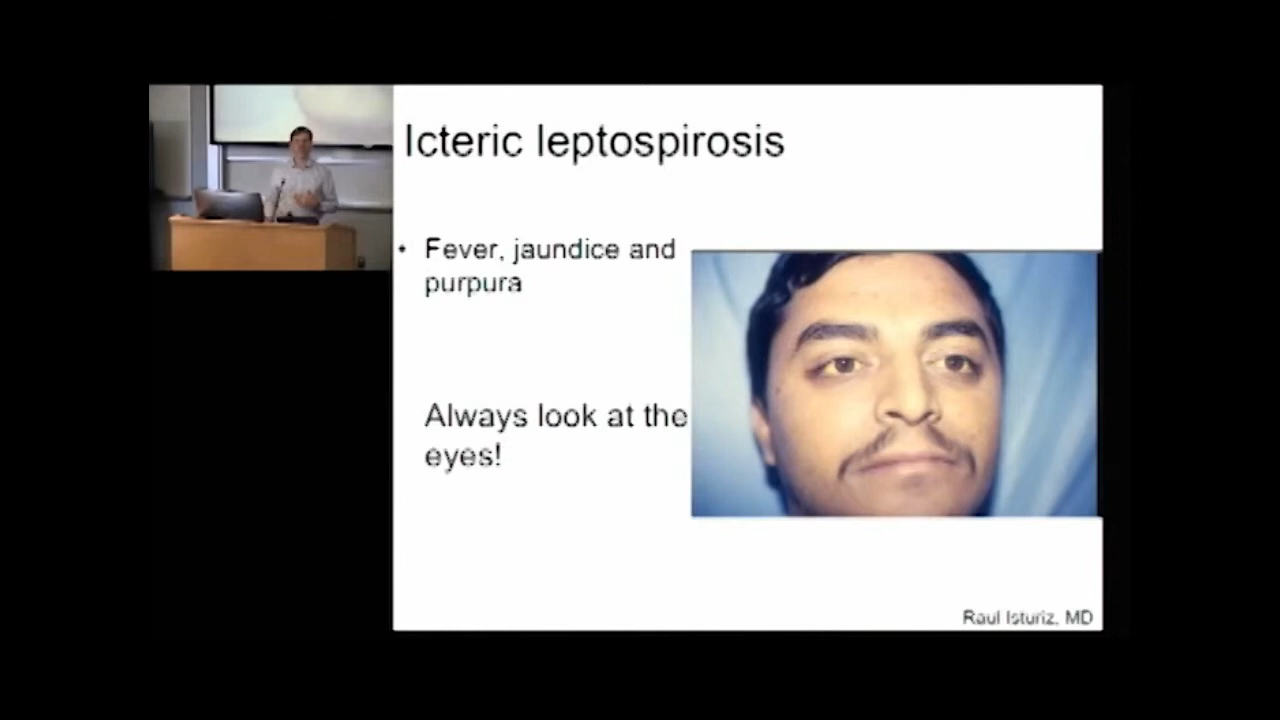 Icteric leptospirosis
• Fever, jaundice and
purpura
Always look at the
eyes!
Raul Isturiz, MD